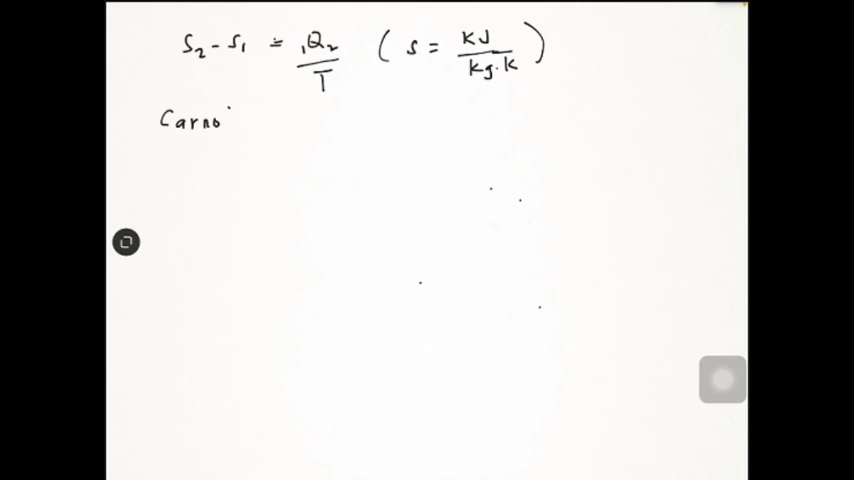 s₂ - s₁ = ₁Q₂/T ( s = kJ/kg·K )
Carno